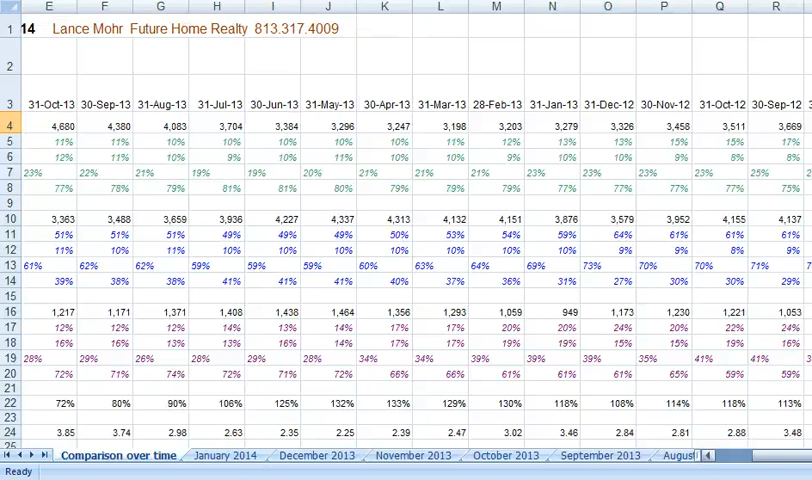 E F G H I J K L M N O P Q R
1 14 Lance Mohr Future Home Realty 813.317.4009
2
3 31-Oct-13 30-Sep-13 31-Aug-13 31-Jul-13 30-Jun-13 31-May-13 30-Apr-13 31-Mar-13 28-Feb-13 31-Jan-13 31-Dec-12 30-Nov-12 31-Oct-12 30-Sep-12 3
4 4,680 4,380 4,083 3,704 3,384 3,296 3,247 3,198 3,203 3,279 3,326 3,458 3,511 3,669
5 11% 11% 10% 10% 10% 10% 10% 11% 12% 13% 13% 15% 15% 17%
6 12% 11% 10% 9% 10% 11% 10% 10% 9% 10% 10% 9% 8% 8%
7 23% 22% 21% 19% 19% 20% 21% 21% 21% 23% 23% 23% 23% 25% 2
8 77% 78% 79% 81% 81% 80% 79% 79% 79% 77% 77% 77% 77% 75%
9
10 3,363 3,488 3,659 3,936 4,227 4,337 4,313 4,132 4,151 3,876 3,579 3,952 4,155 4,137
11 51% 51% 51% 49% 49% 49% 50% 53% 54% 59% 64% 61% 61% 61%
12 11% 10% 11% 10% 10% 10% 10% 10% 10% 10% 9% 9% 8% 9%
13 61% 62% 62% 59% 59% 59% 60% 63% 64% 69% 73% 70% 70% 71% 7
14 39% 38% 38% 41% 41% 41% 40% 37% 36% 31% 27% 30% 30% 29%
15
16 1,217 1,171 1,371 1,408 1,438 1,464 1,356 1,293 1,059 949 1,173 1,230 1,221 1,053
17 12% 12% 12% 14% 13% 14% 17% 17% 20% 20% 24% 20% 22% 24%
18 16% 16% 13% 13% 16% 14% 17% 17% 19% 19% 15% 15% 19% 16%
19 28% 29% 26% 28% 29% 28% 34% 34% 39% 39% 39% 35% 41% 41% 3
20 72% 71% 74% 72% 71% 72% 66% 66% 61% 61% 61% 65% 59% 59%
21
22 72% 80% 90% 106% 125% 132% 133% 129% 130% 118% 108% 114% 118% 113%
23
24 3.85 3.74 2.98 2.63 2.35 2.25 2.39 2.47 3.02 3.46 2.84 2.81 2.88 3.48
25
Comparison over time January 2014 December 2013 November 2013 October 2013 September 2013 August
Ready